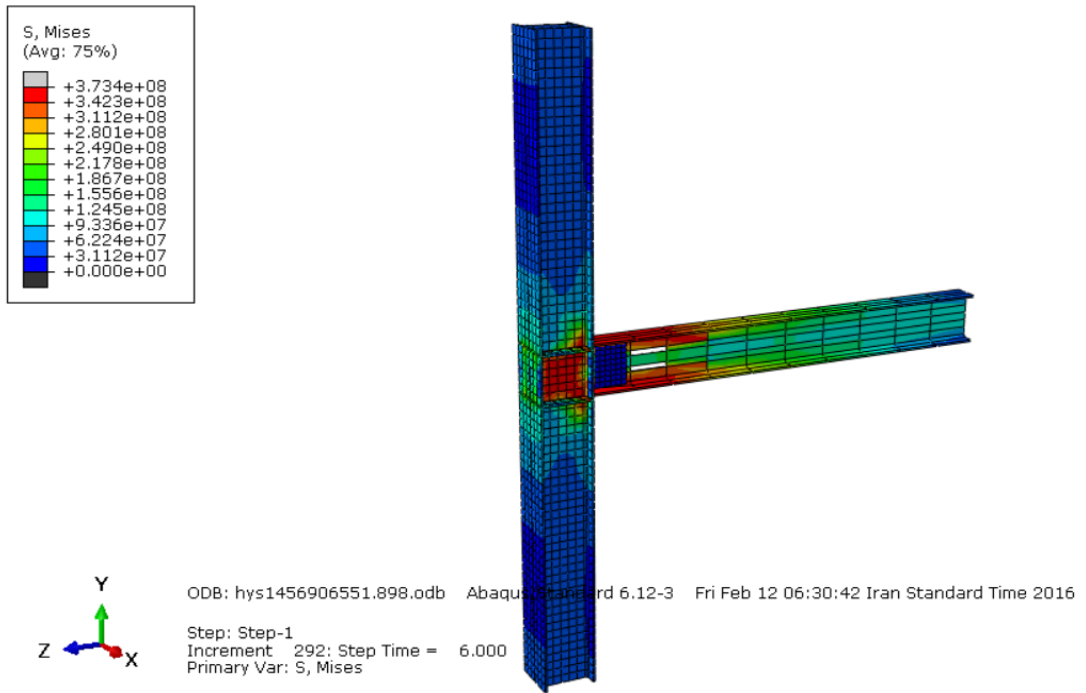 S, Mises
(Avg: 75%)
+3.734e+08
+3.423e+08
+3.112e+08
+2.801e+08
+2.490e+08
+2.178e+08
+1.867e+08
+1.556e+08
+1.245e+08
+9.336e+07
+6.224e+07
+3.112e+07
+0.000e+00
Y
Z
X
ODB: hys1456906551.898.odb Abaqus/Standard 6.12-3 Fri Feb 12 06:30:42 Iran Standard Time 2016
Step: Step-1
Increment 292: Step Time = 6.000
Primary Var: S, Mises